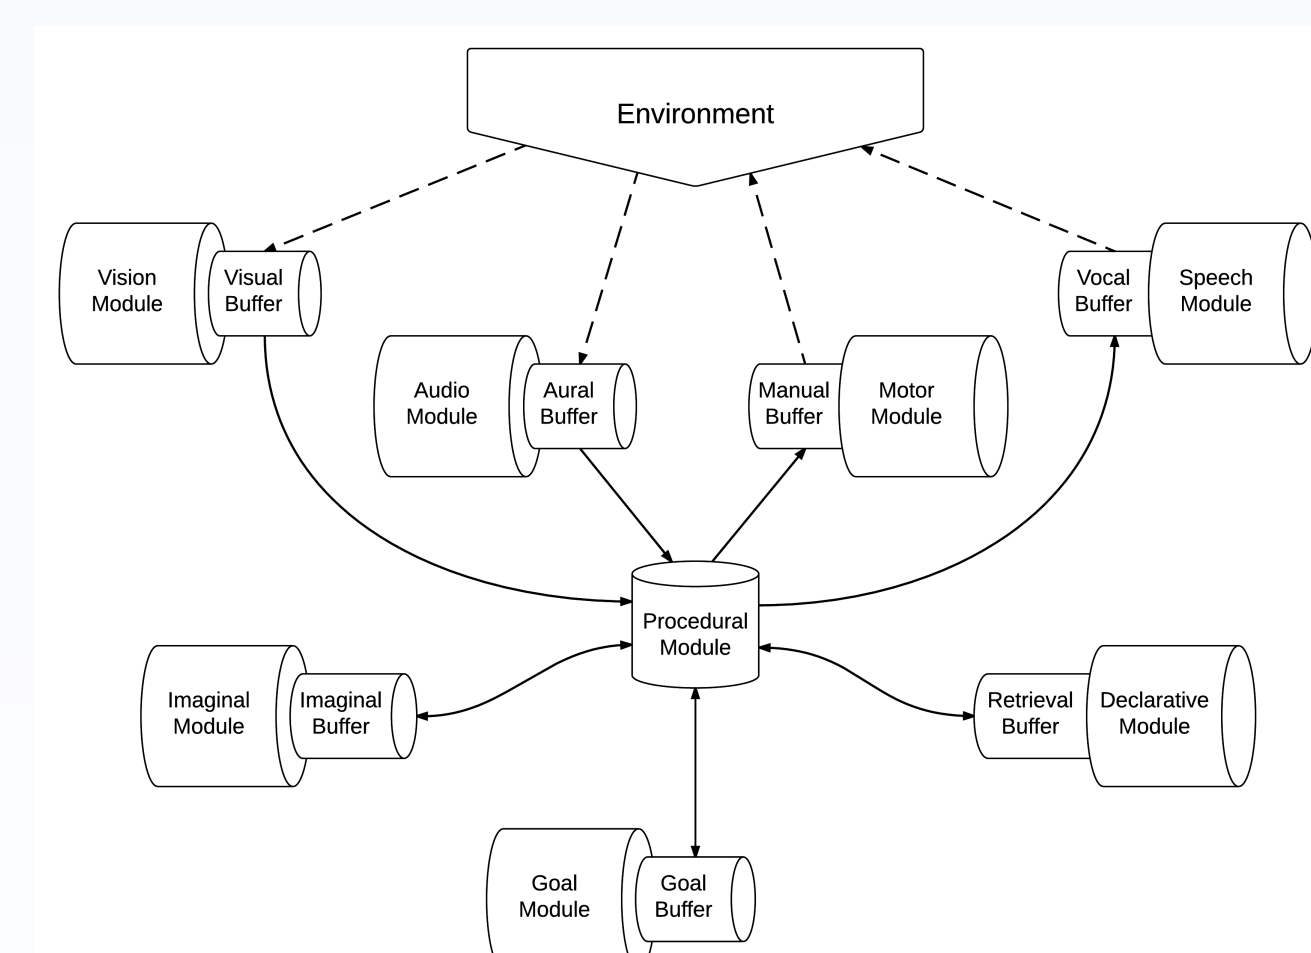 Environment
Vision
Module
Visual
Buffer
Vocal
Buffer
Speech
Module
Audio
Module
Aural
Buffer
Manual
Buffer
Motor
Module
Procedural
Module
Imaginal
Module
Imaginal
Buffer
Retrieval
Buffer
Declarative
Module
Goal
Module
Goal
Buffer